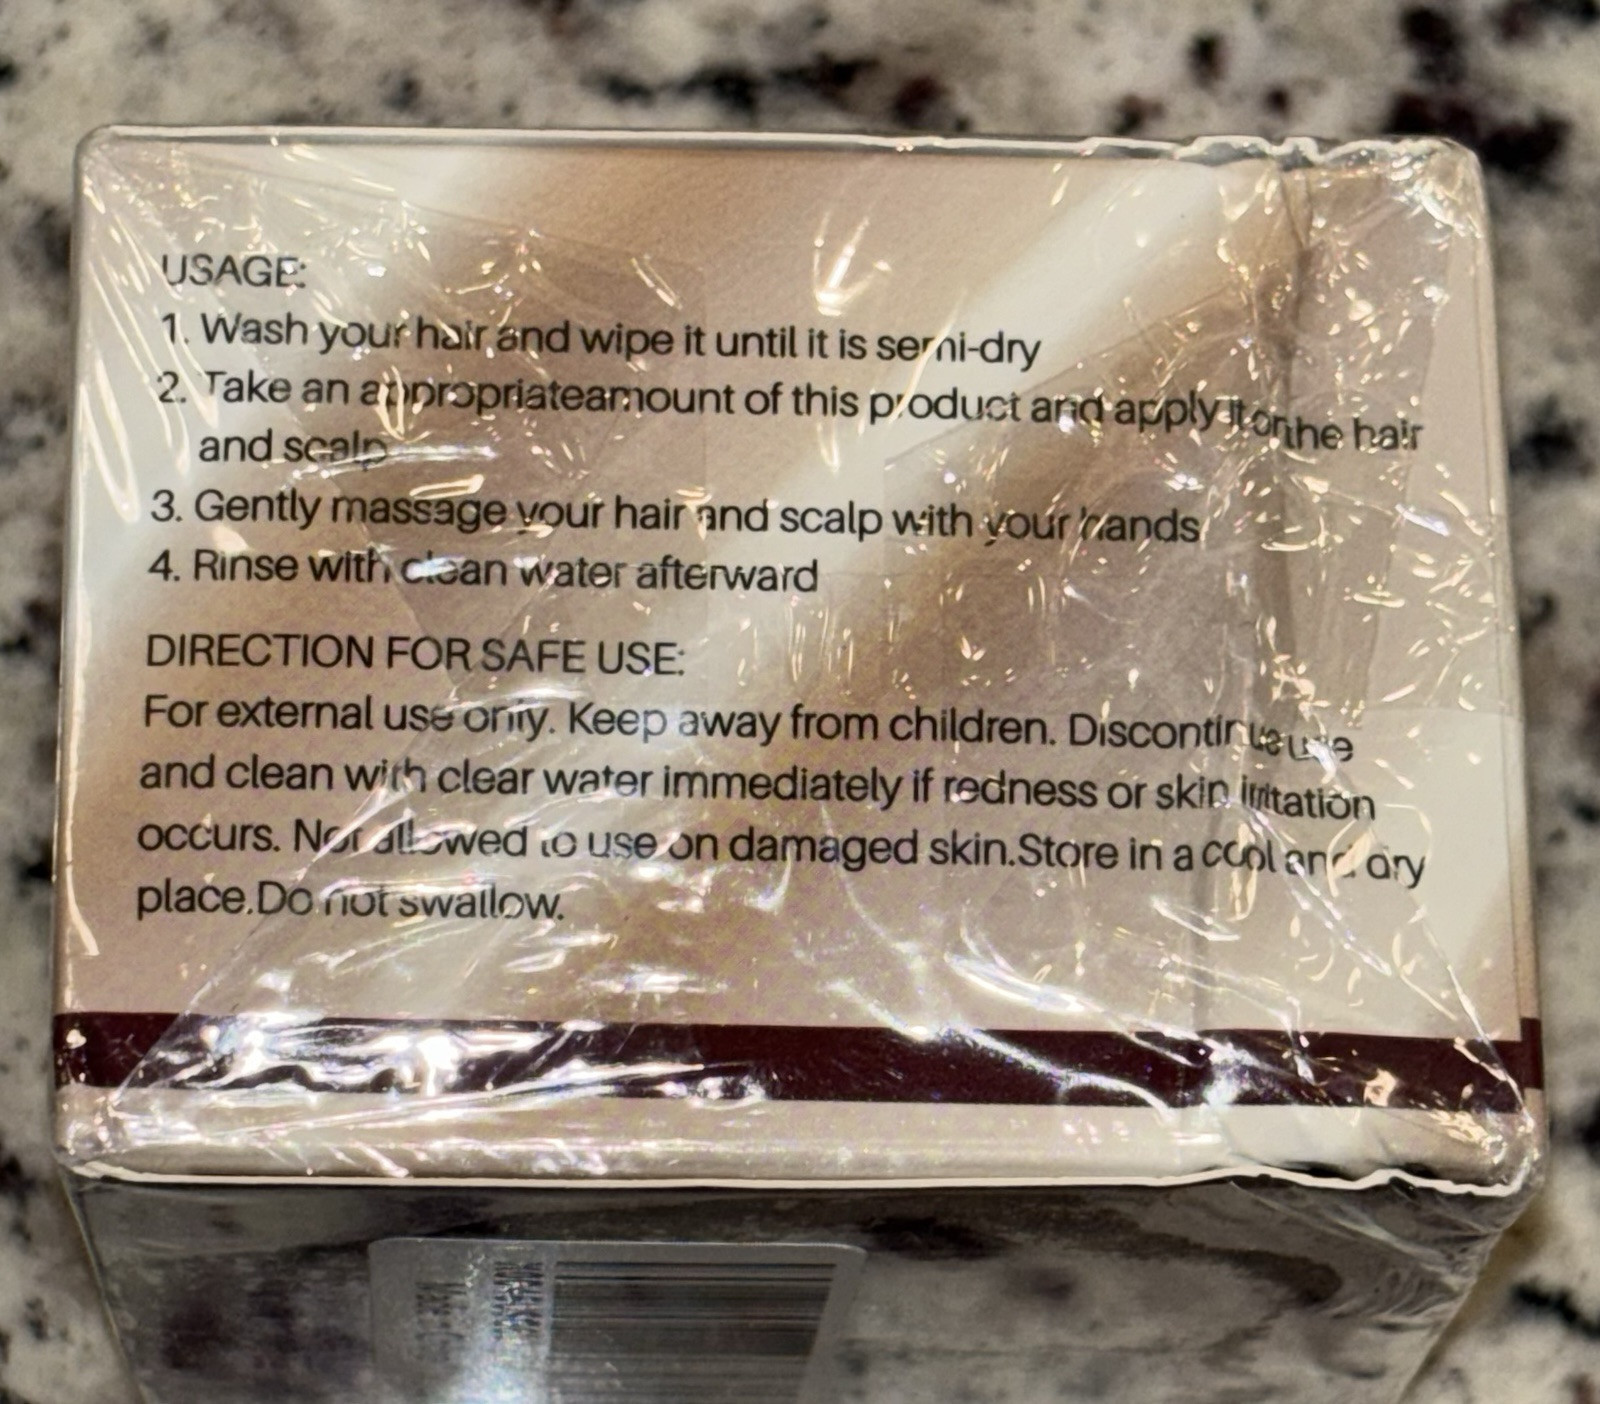 USAGE:
1. Wash your hair and wipe it until it is semi-dry
2. Take an appropriateamount of this product and apply it on the hair
and scalp
3. Gently massage your hair and scalp with your hands
4. Rinse with clean water afterward
DIRECTION FOR SAFE USE:
For external use only. Keep away from children. Discontinue use
and clean with clear water immediately if redness or skin irritation
occurs. Not allowed to use on damaged skin.Store in a cool and dry
place.Do not swallow.